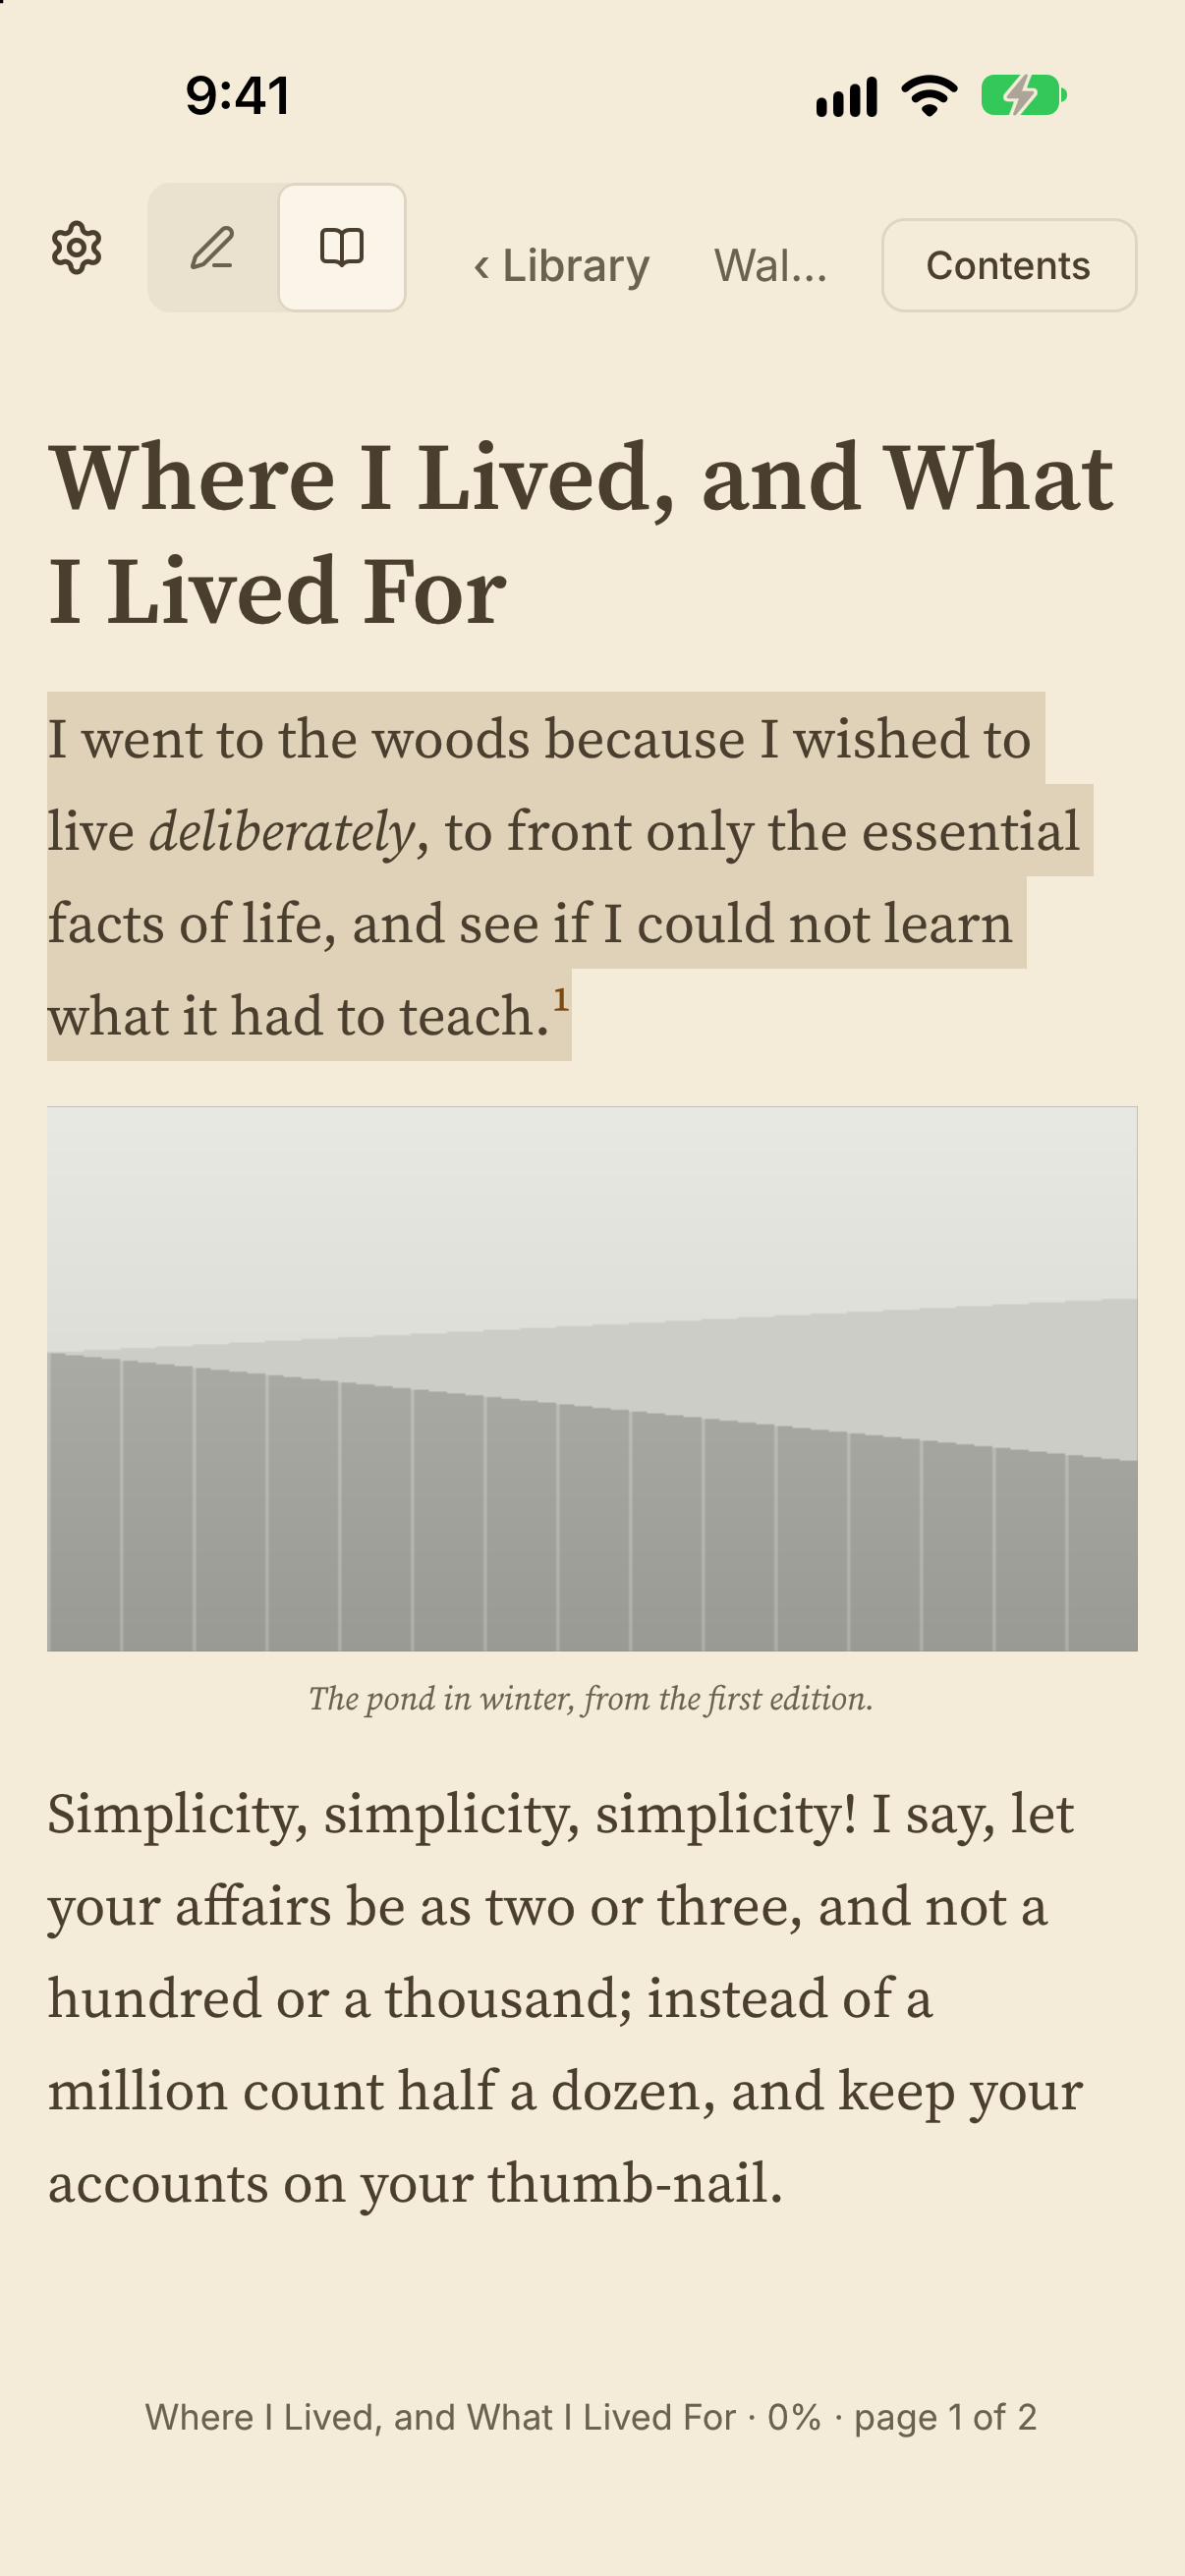 9:41
‹ Library
Wal...
Contents
Where I Lived, and What
I Lived For
I went to the woods because I wished to
live deliberately, to front only the essential
facts of life, and see if I could not learn
what it had to teach.1
The pond in winter, from the first edition.
Simplicity, simplicity, simplicity! I say, let
your affairs be as two or three, and not a
hundred or a thousand; instead of a
million count half a dozen, and keep your
accounts on your thumb-nail.
Where I Lived, and What I Lived For · 0% · page 1 of 2